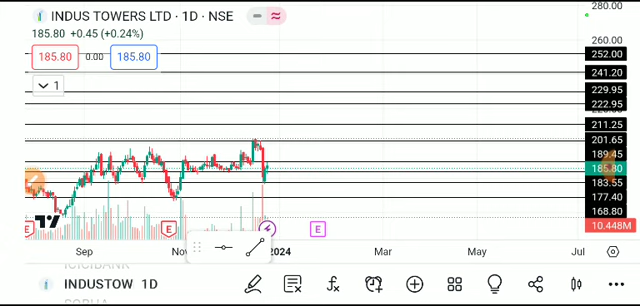 280.00
INDUS TOWERS LTD · 1D · NSE
185.80 +0.45 (+0.24%)
260.00
185.80 0.00 185.80
252.00
241.20
1
229.95
222.95
211.25
201.65
189.45
185.80
183.55
177.40
168.80
10.448M
E E E
Sep Nov 2024 Mar May Jul
INDUSTOW 1D